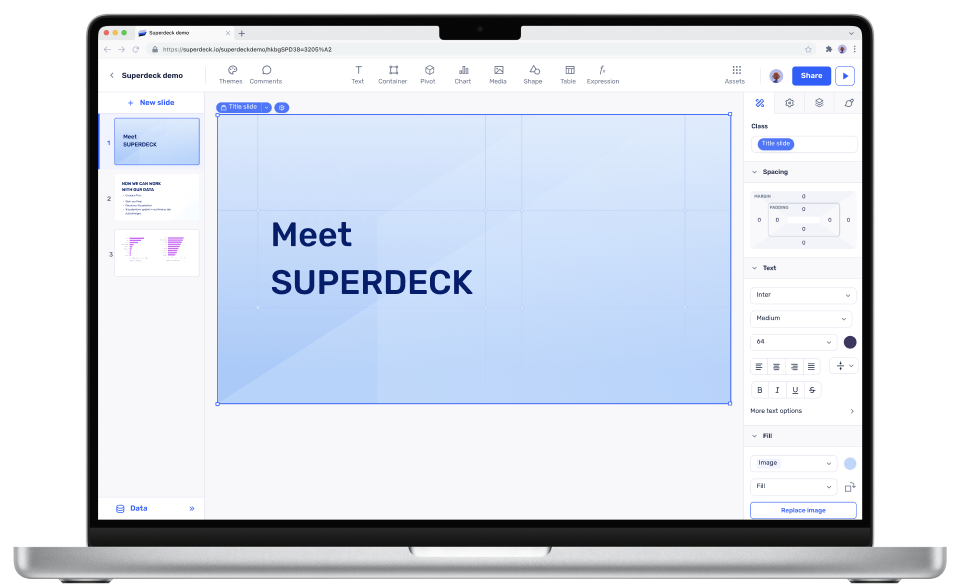 Superdeck demo
https://superdeck.io/superdeckdemo/hkbgSPD38=3205%A2
Superdeck demo
Themes
Comments
Text
Container
Pivot
Chart
Media
Shape
Table
Expression
Assets
Share
+ New slide
1
Meet
SUPERDECK
2
HOW WE CAN WORK
WITH OUR DATA
3
Data
Title slide
Meet
SUPERDECK
Class
Title slide
Spacing
MARGIN
0
PADDING
0
0
0
0
0
0
0
Text
Inter
Medium
64
B I U S
More text options
Fill
Image
Fill
Replace image